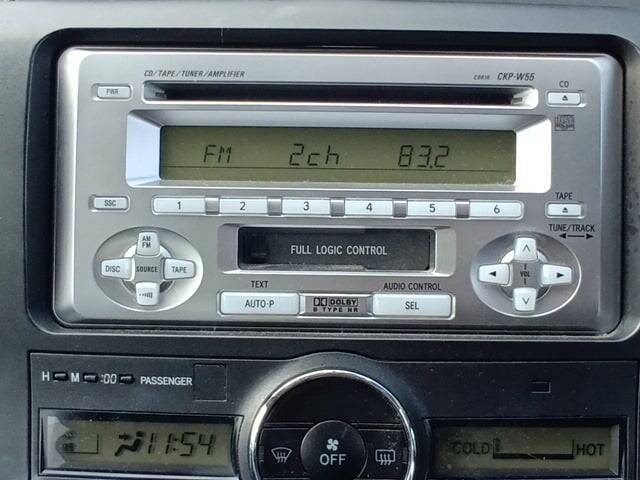 CD/TAPE/TUNER/AMPLIFIER CKP-W55
PWR CD
FM 2ch 83.2
SSC 1 2 3 4 5 6 TAPE
TUNE/TRACK
AM
FM
FULL LOGIC CONTROL
DISC SOURCE TAPE VOL
TEXT AUDIO CONTROL
AUTO·P DOLBY SEL
B TYPE NR
H M :00 PASSENGER
11:54 OFF COLD HOT